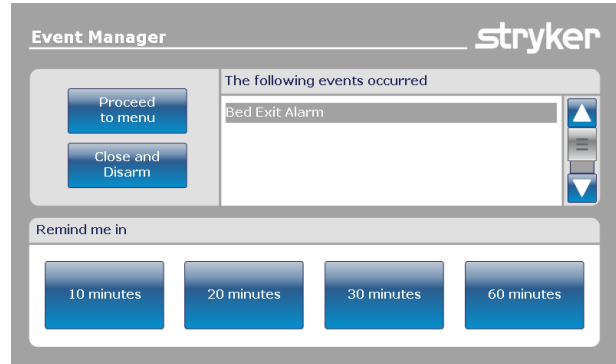 Event Manager
stryker
The following events occurred
Proceed
to menu
Bed Exit Alarm
Close and
Disarm
Remind me in
10 minutes
20 minutes
30 minutes
60 minutes